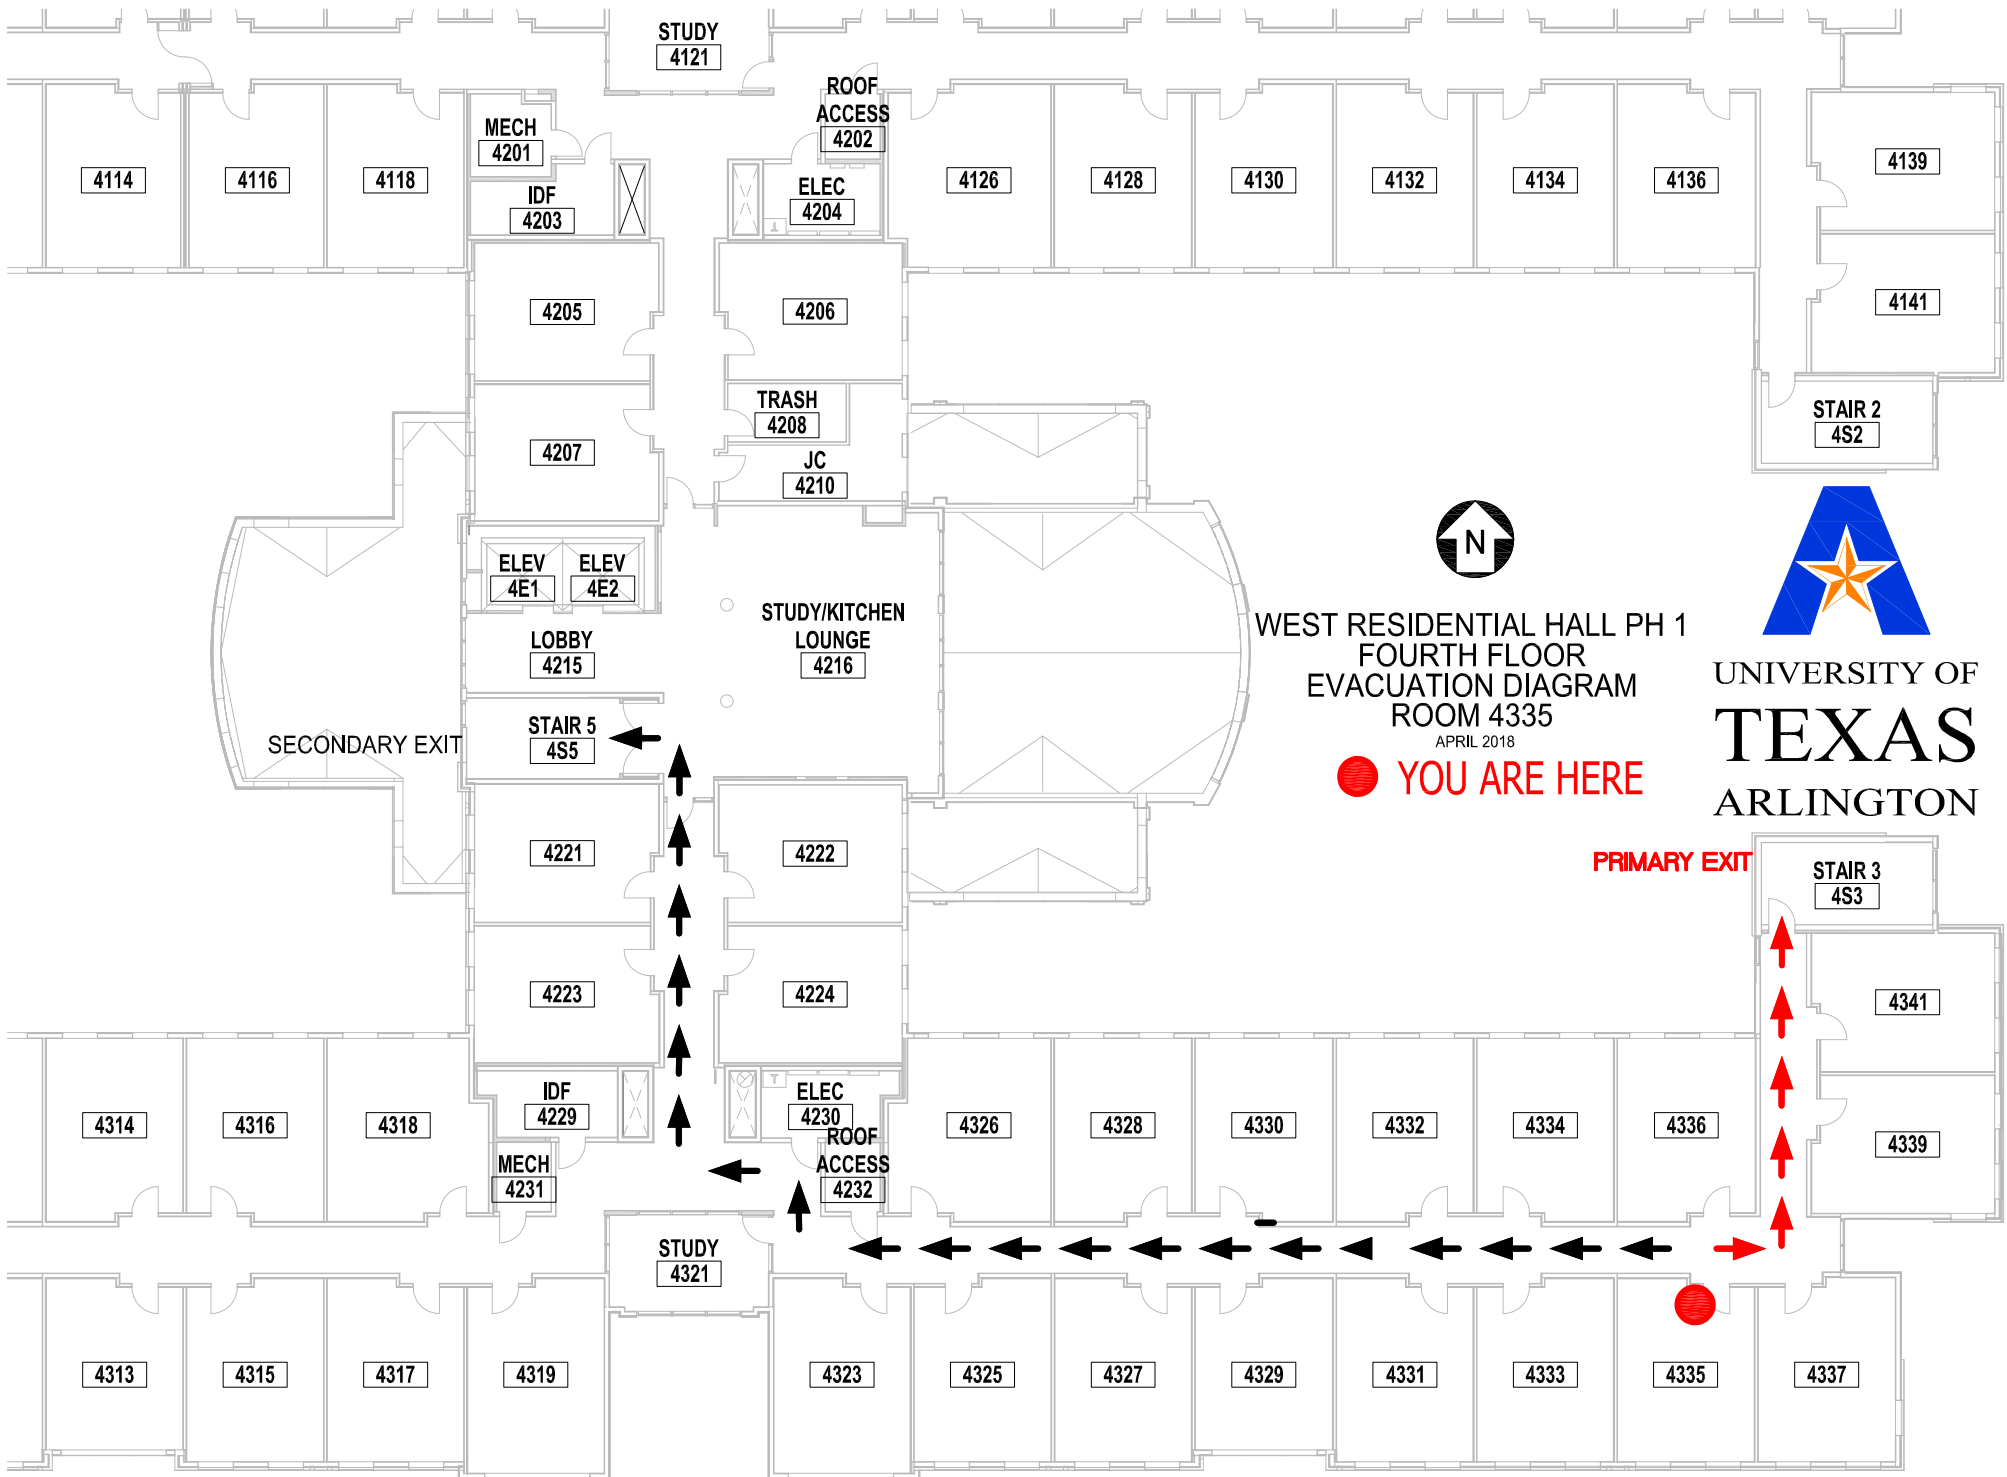 STUDY
4121
ROOF
ACCESS
4202
MECH
4201
4114
4116
4118
IDF
4203
ELEC
4204
4126
4128
4130
4132
4134
4136
4139
4205
4206
4141
TRASH
4208
STAIR 2
4S2
4207
JC
4210
N
ELEV
4E1
ELEV
4E2
STUDY/KITCHEN
LOUNGE
4216
LOBBY
4215
WEST RESIDENTIAL HALL PH 1
FOURTH FLOOR
EVACUATION DIAGRAM
ROOM 4335
APRIL 2018
YOU ARE HERE
UNIVERSITY OF
TEXAS
ARLINGTON
SECONDARY EXIT
STAIR 5
4S5
4221
4222
PRIMARY EXIT
STAIR 3
4S3
4223
4224
4341
IDF
4229
T
ELEC
4230
4314
4316
4318
4326
4328
4330
4332
4334
4336
4339
ROOF
ACCESS
4232
MECH
4231
STUDY
4321
4313
4315
4317
4319
4323
4325
4327
4329
4331
4333
4335
4337